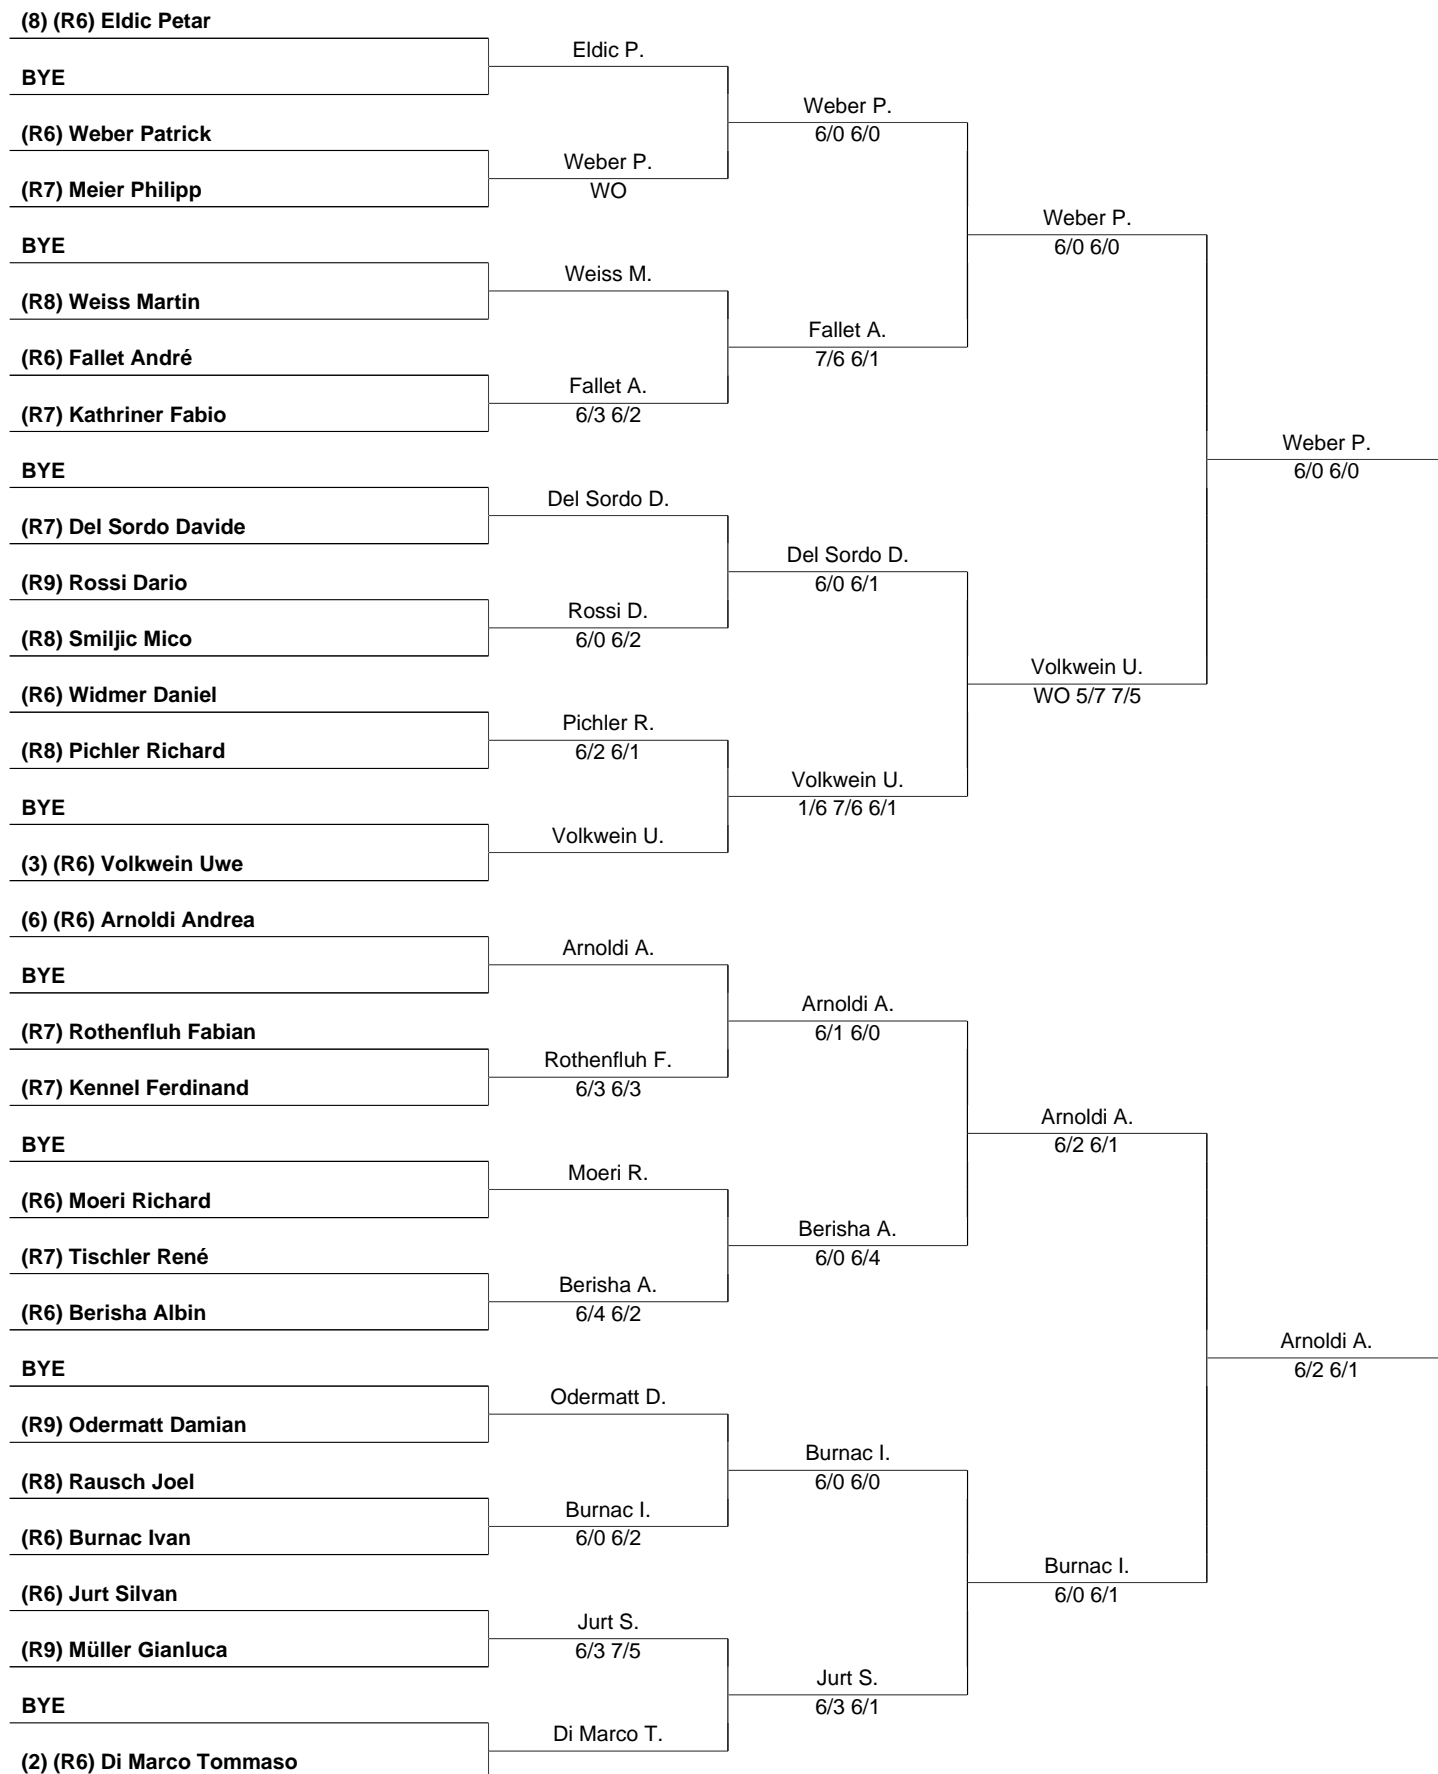 (8) (R6) Eldic Petar
Eldic P.
BYE
Weber P.
(R6) Weber Patrick
6/0 6/0
Weber P.
(R7) Meier Philipp
WO
Weber P.
BYE
6/0 6/0
Weiss M.
(R8) Weiss Martin
Fallet A.
(R6) Fallet André
7/6 6/1
Fallet A.
(R7) Kathriner Fabio
6/3 6/2
Weber P.
BYE
6/0 6/0
Del Sordo D.
(R7) Del Sordo Davide
Del Sordo D.
(R9) Rossi Dario
6/0 6/1
Rossi D.
(R8) Smiljic Mico
6/0 6/2
Volkwein U.
(R6) Widmer Daniel
WO 5/7 7/5
Pichler R.
(R8) Pichler Richard
6/2 6/1
Volkwein U.
BYE
1/6 7/6 6/1
Volkwein U.
(3) (R6) Volkwein Uwe
(6) (R6) Arnoldi Andrea
Arnoldi A.
BYE
Arnoldi A.
(R7) Rothenfluh Fabian
6/1 6/0
Rothenfluh F.
(R7) Kennel Ferdinand
6/3 6/3
Arnoldi A.
BYE
6/2 6/1
Moeri R.
(R6) Moeri Richard
Berisha A.
(R7) Tischler René
6/0 6/4
Berisha A.
(R6) Berisha Albin
6/4 6/2
Arnoldi A.
BYE
6/2 6/1
Odermatt D.
(R9) Odermatt Damian
Burnac I.
(R8) Rausch Joel
6/0 6/0
Burnac I.
(R6) Burnac Ivan
6/0 6/2
Burnac I.
(R6) Jurt Silvan
6/0 6/1
Jurt S.
(R9) Müller Gianluca
6/3 7/5
Jurt S.
BYE
6/3 6/1
Di Marco T.
(2) (R6) Di Marco Tommaso